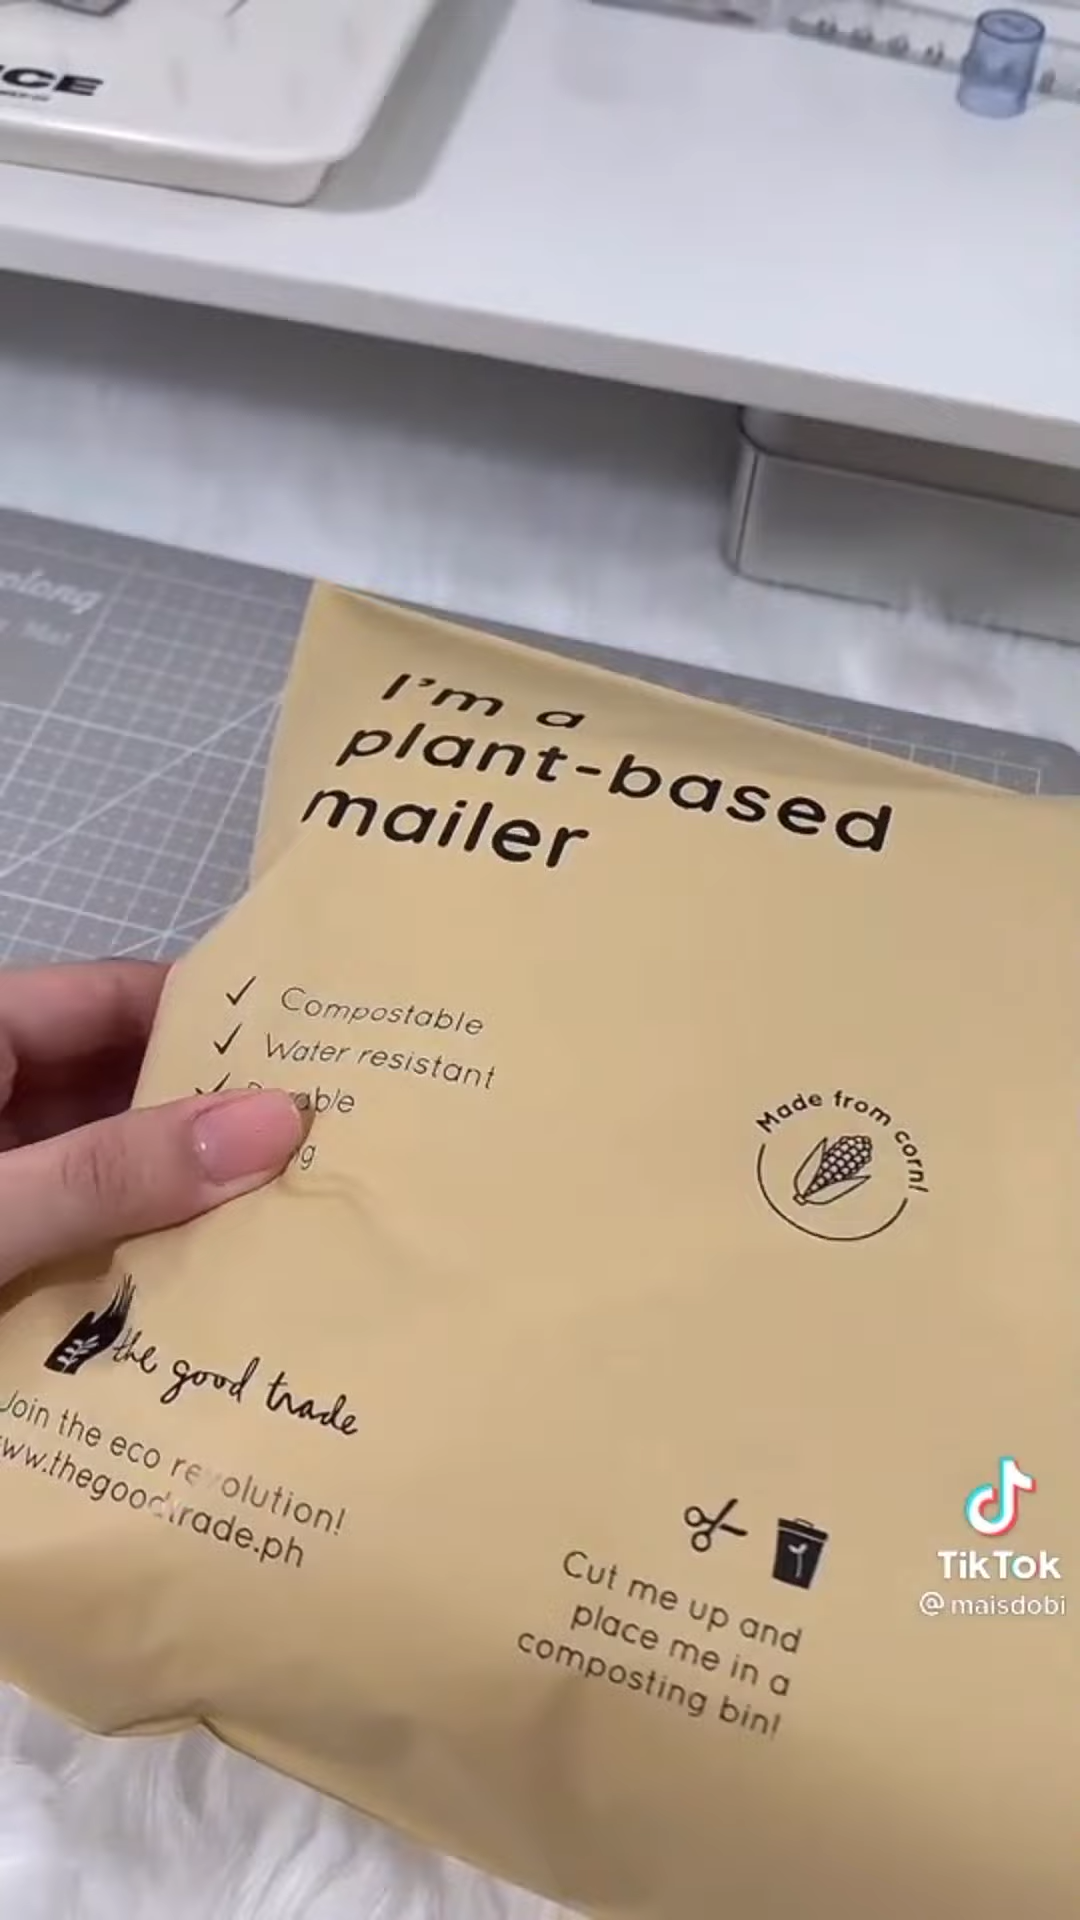 I'm a
plant-based
mailer
✓ Compostable
✓ Water resistant
Made from corn!
the good trade
Join the eco revolution!
www.thegoodtrade.ph
Cut me up and
place me in a
composting bin!
TikTok
@maisdobi